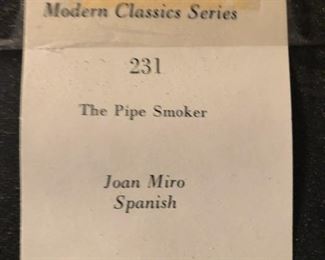 Modern Classics Series
231
The Pipe Smoker
Joan Miro
Spanish